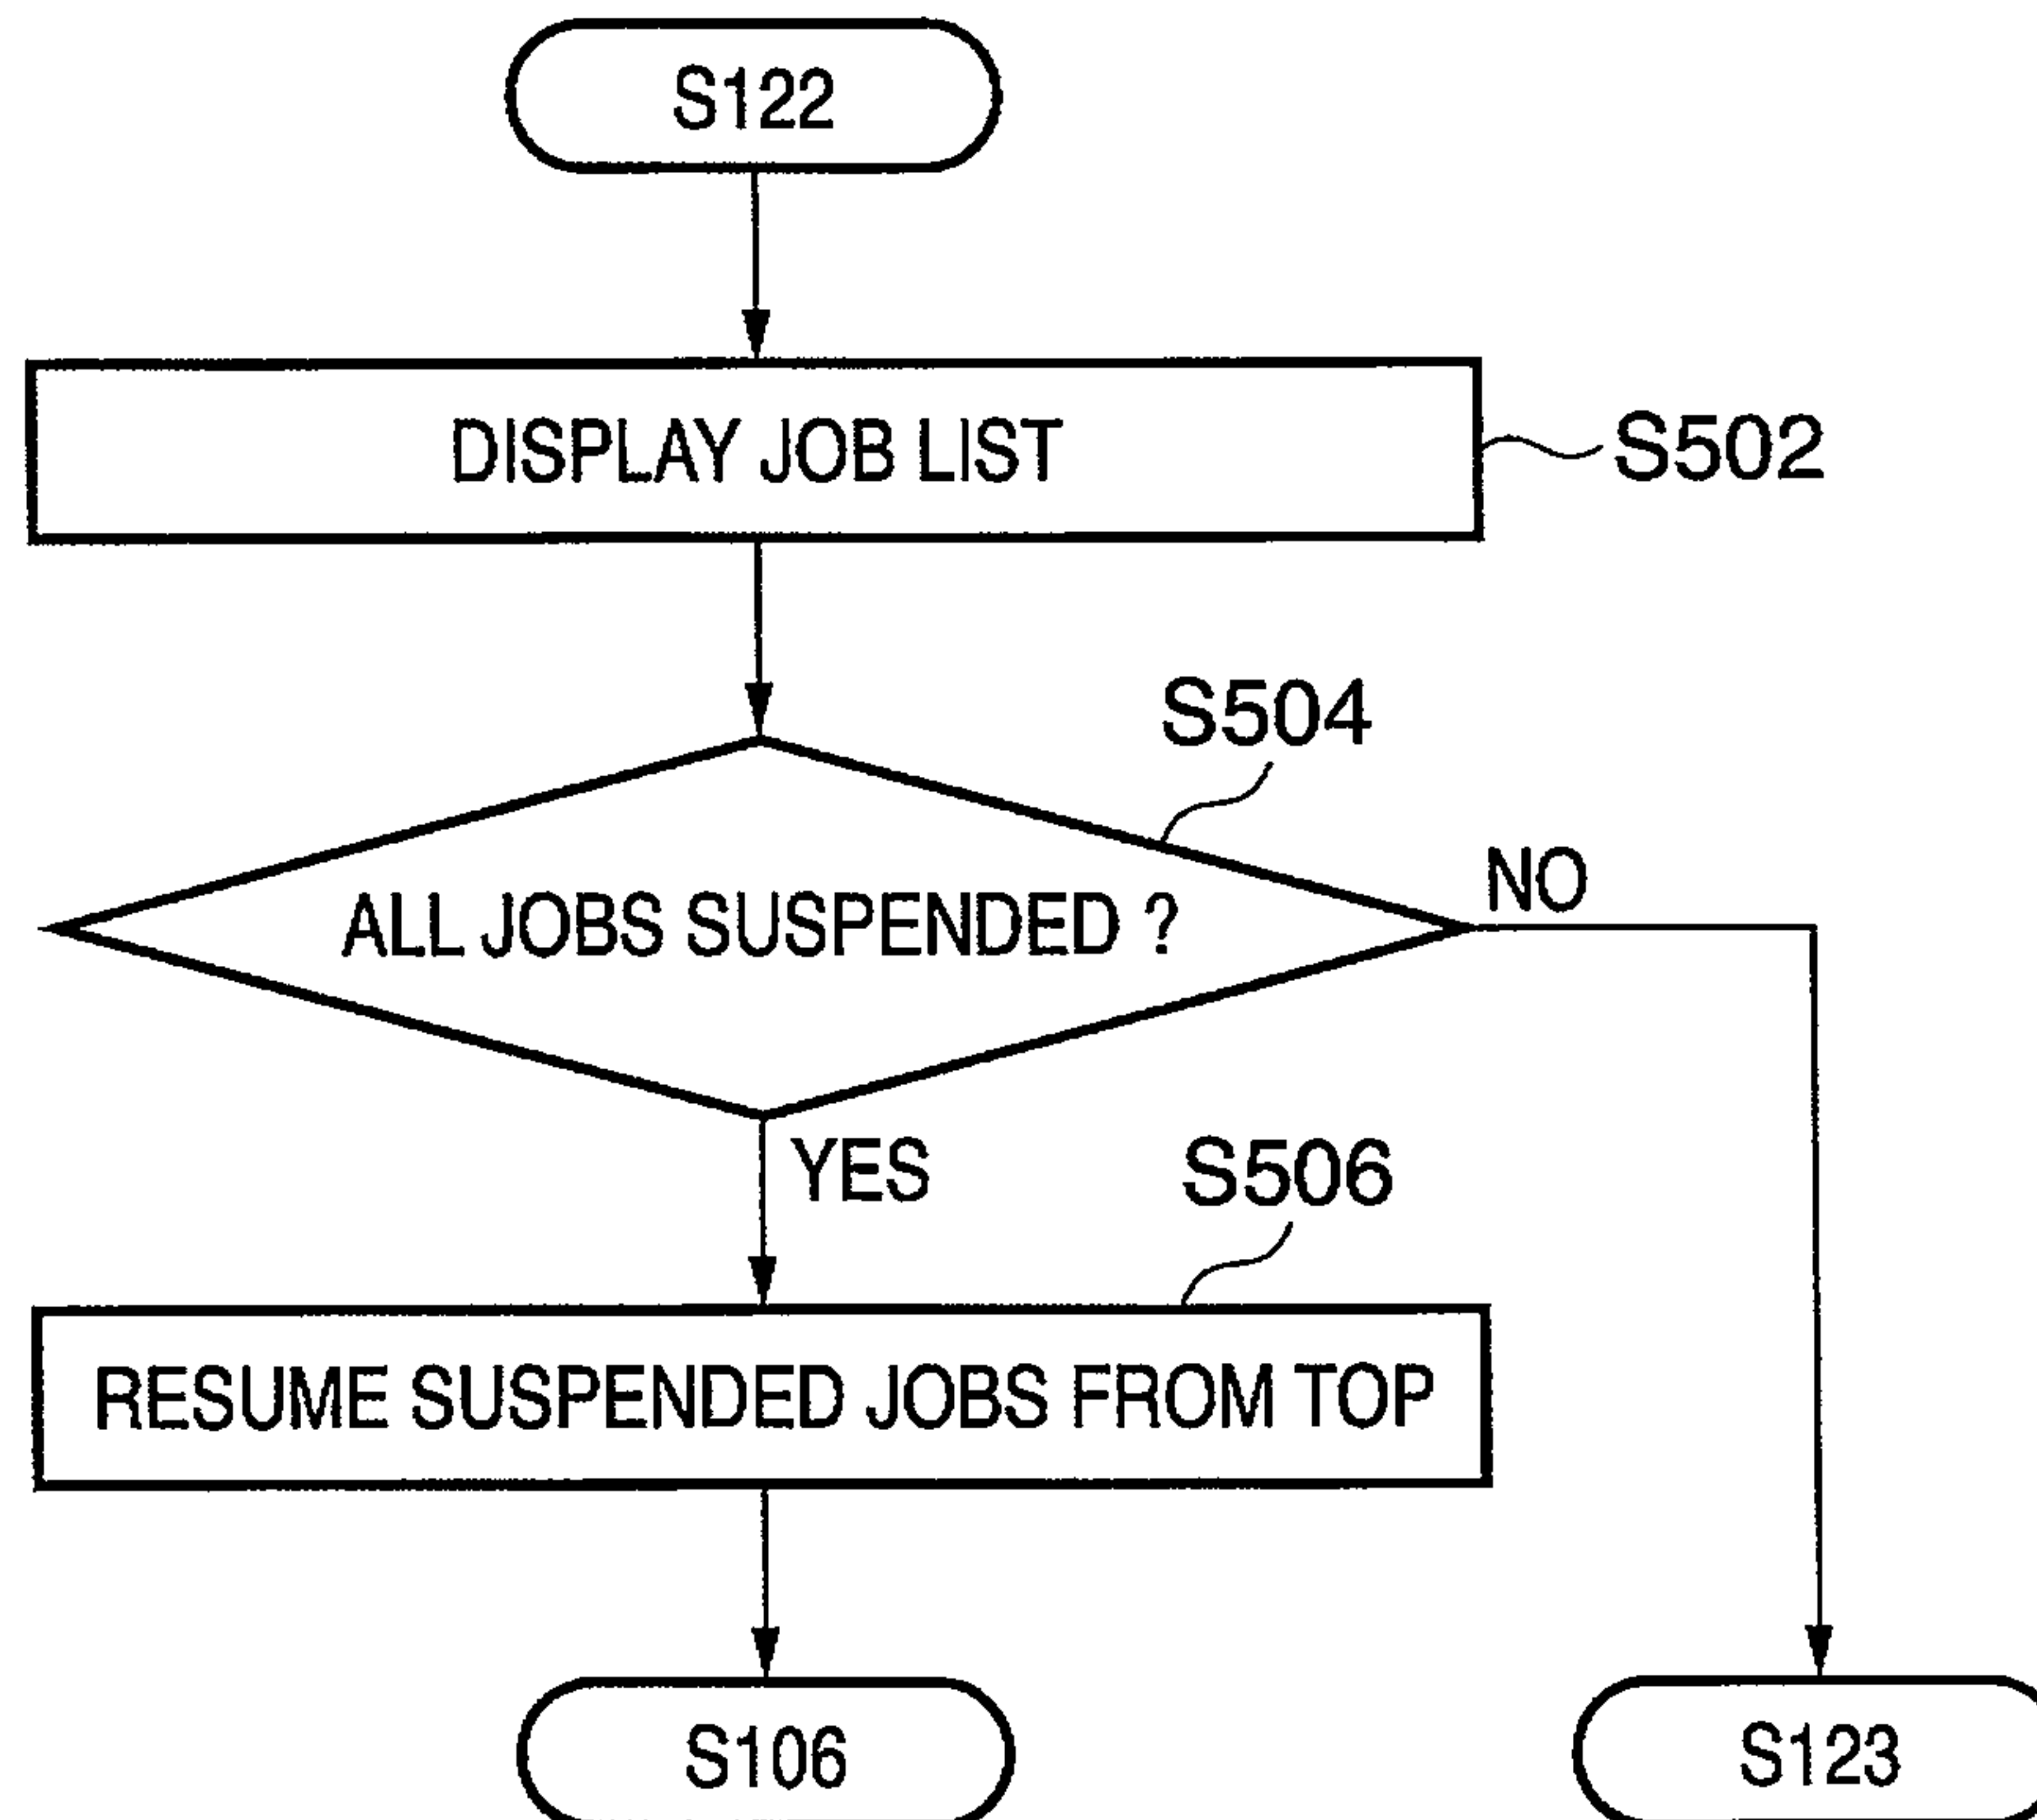 S122
DISPLAY JOB LIST
S502
S504
ALL JOBS SUSPENDED ?
NO
YES
S506
RESUME SUSPENDED JOBS FROM TOP
S106
S123